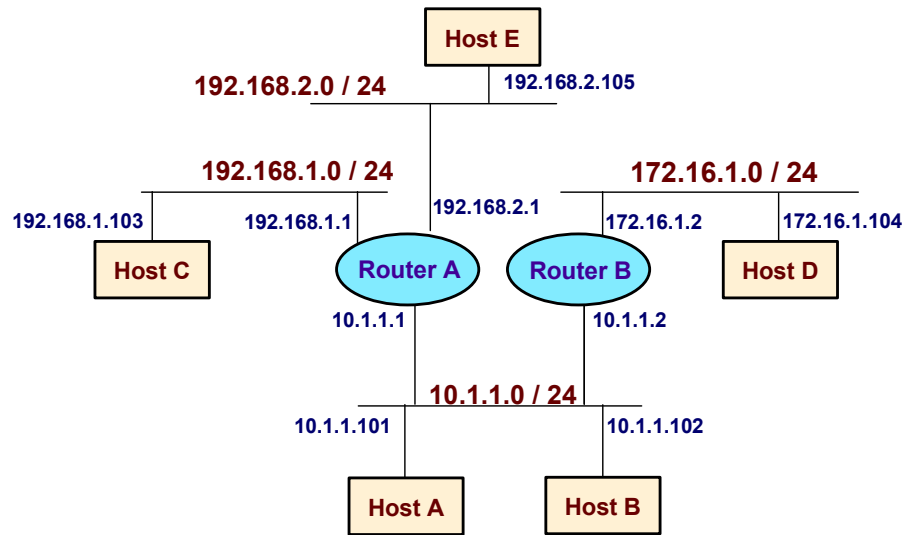 Host E
192.168.2.0 / 24
192.168.2.105
192.168.1.0 / 24
172.16.1.0 / 24
192.168.1.103
192.168.1.1
192.168.2.1
172.16.1.2
172.16.1.104
Host C
Router A
Router B
Host D
10.1.1.1
10.1.1.2
10.1.1.0 / 24
10.1.1.101
10.1.1.102
Host A
Host B